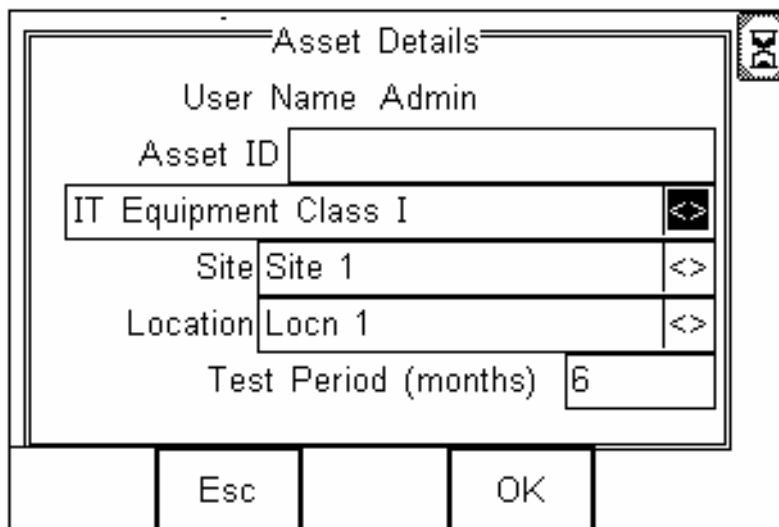 Asset Details
User Name Admin
Asset ID
IT Equipment Class I <>
Site Site 1 <>
Location Locn 1 <>
Test Period (months) 6
Esc OK